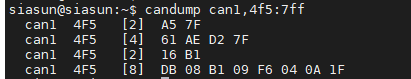 siasun@siasun:~$ candump can1,4f5:7ff
can1 4F5 [2] A5 7F
can1 4F5 [4] 61 AE D2 7F
can1 4F5 [2] 16 B1
can1 4F5 [8] DB 08 B1 09 F6 04 0A 1F